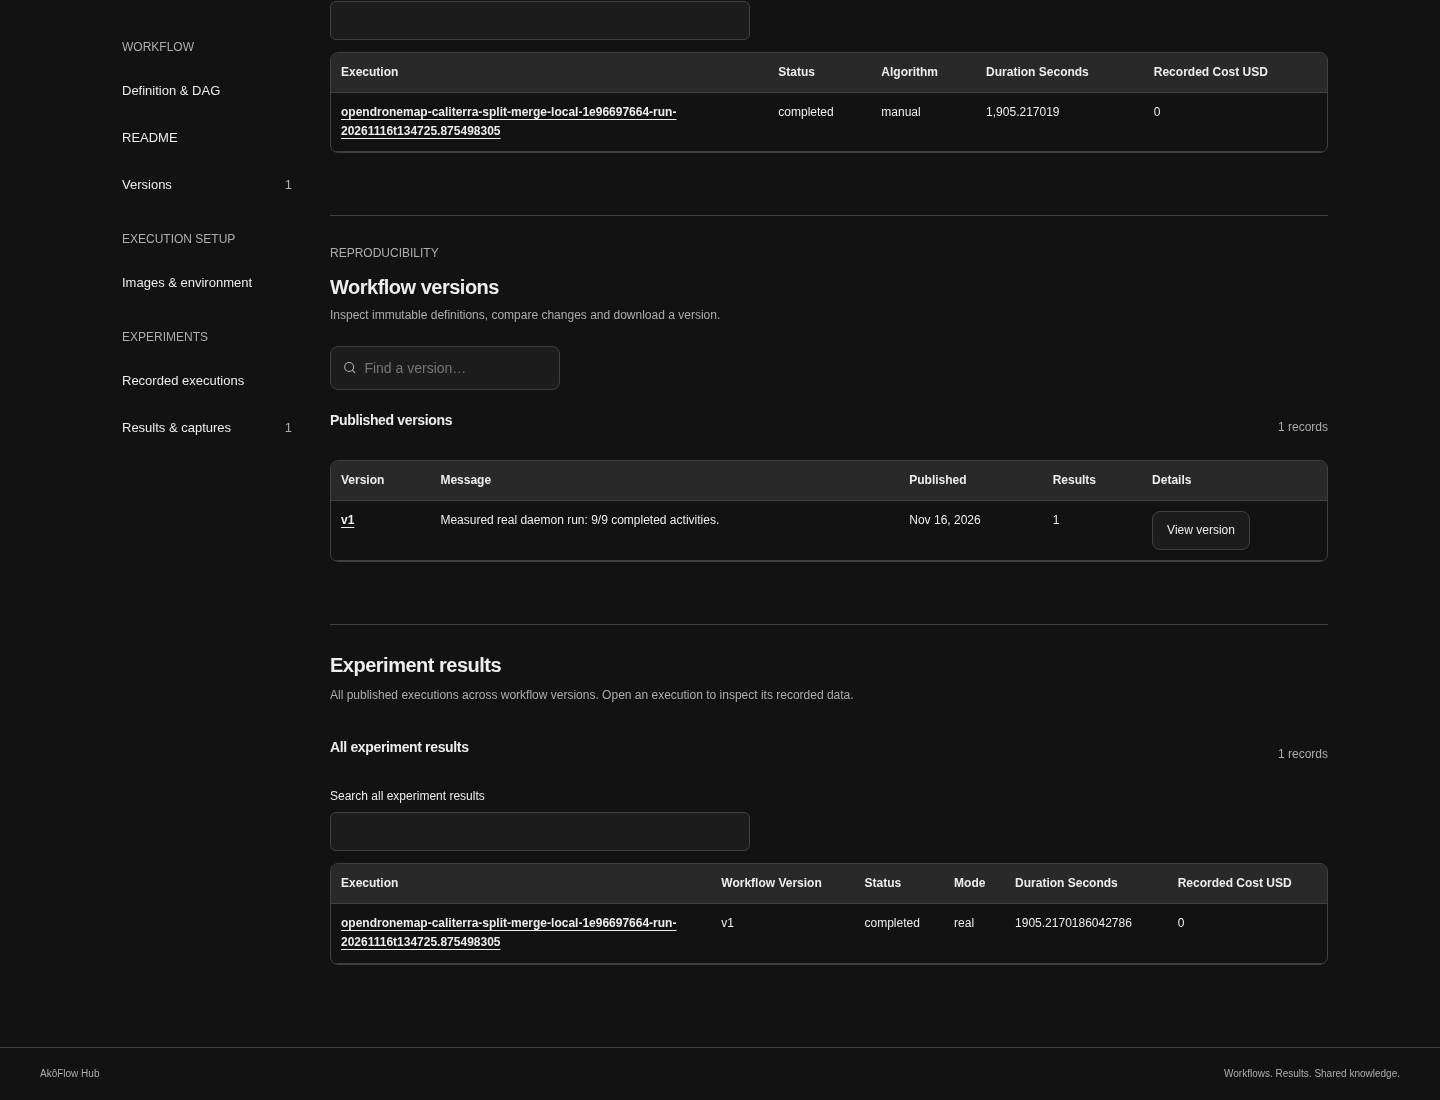 WORKFLOW
Definition & DAG
README
Versions 1
EXECUTION SETUP
Images & environment
EXPERIMENTS
Recorded executions
Results & captures 1
Execution Status Algorithm Duration Seconds Recorded Cost USD
opendronemap-caliterra-split-merge-local-1e96697664-run- completed manual 1,905.217019 0
20261116t134725.875498305
REPRODUCIBILITY
Workflow versions
Inspect immutable definitions, compare changes and download a version.
Find a version…
Published versions
1 records
Version Message Published Results Details
v1 Measured real daemon run: 9/9 completed activities. Nov 16, 2026 1 View version
Experiment results
All published executions across workflow versions. Open an execution to inspect its recorded data.
All experiment results
1 records
Search all experiment results
Execution Workflow Version Status Mode Duration Seconds Recorded Cost USD
opendronemap-caliterra-split-merge-local-1e96697664-run- v1 completed real 1905.2170186042786 0
20261116t134725.875498305
AkôFlow Hub
Workflows. Results. Shared knowledge.